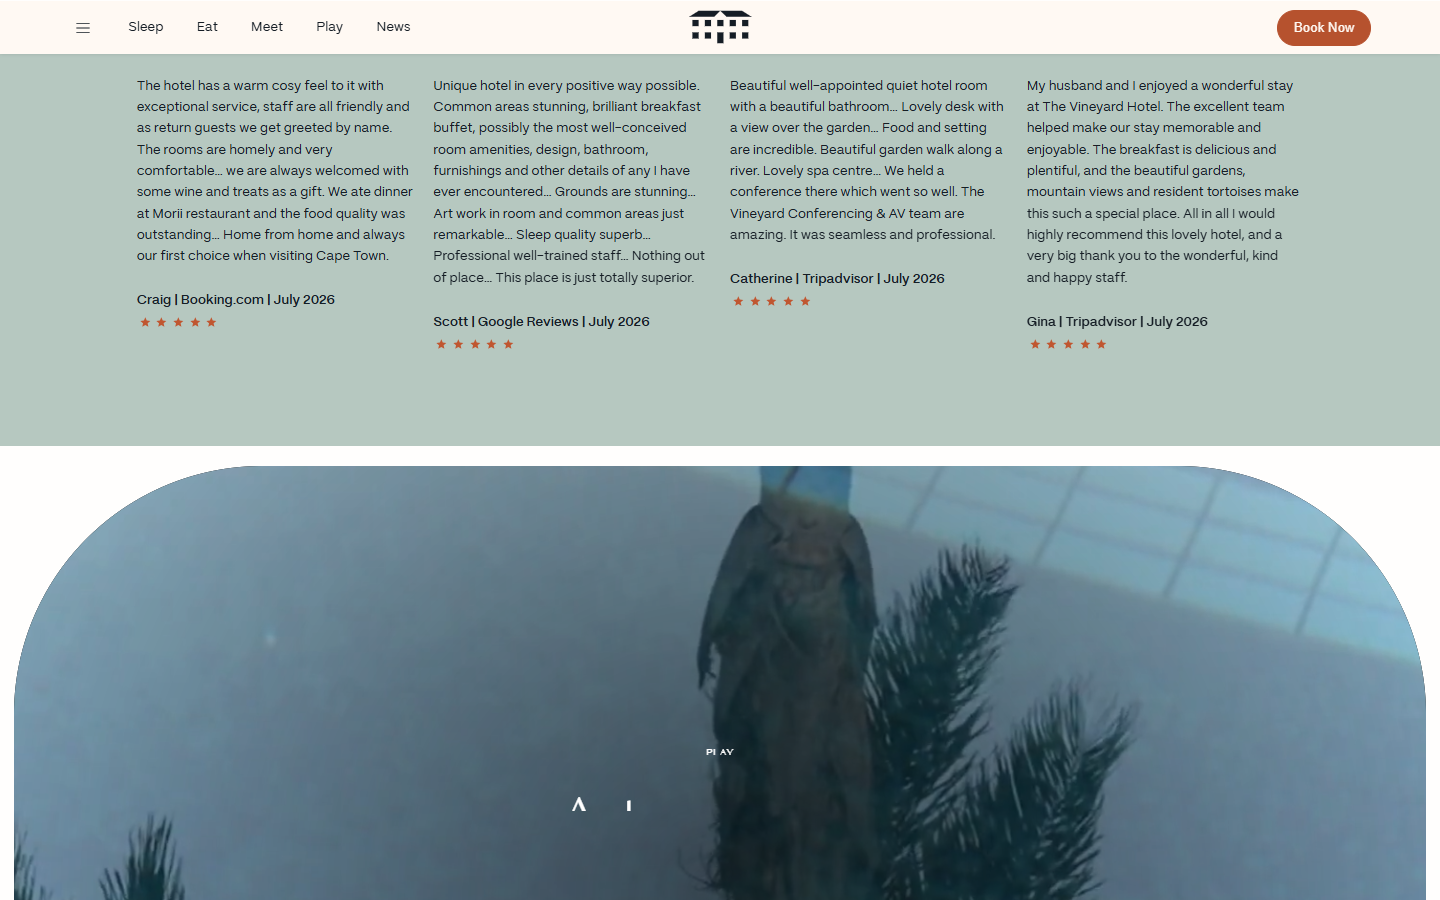 Sleep
Eat
Meet
Play
News
Book Now
The hotel has a warm cosy feel to it with
exceptional service, staff are all friendly and
as return guests we get greeted by name.
The rooms are homely and very
comfortable... we are always welcomed with
some wine and treats as a gift. We ate dinner
at Morii restaurant and the food quality was
outstanding... Home from home and always
our first choice when visiting Cape Town.
Craig | Booking.com | July 2026
Unique hotel in every positive way possible.
Common areas stunning, brilliant breakfast
buffet, possibly the most well-conceived
room amenities, design, bathroom,
furnishings and other details of any I have
ever encountered... Grounds are stunning...
Art work in room and common areas just
remarkable... Sleep quality superb...
Professional well-trained staff... Nothing out
of place... This place is just totally superior.
Scott | Google Reviews | July 2026
Beautiful well-appointed quiet hotel room
with a beautiful bathroom... Lovely desk with
a view over the garden... Food and setting
are incredible. Beautiful garden walk along a
river. Lovely spa centre... We held a
conference there which went so well. The
Vineyard Conferencing & AV team are
amazing. It was seamless and professional.
Catherine | Tripadvisor | July 2026
My husband and I enjoyed a wonderful stay
at The Vineyard Hotel. The excellent team
helped make our stay memorable and
enjoyable. The breakfast is delicious and
plentiful, and the beautiful gardens,
mountain views and resident tortoises make
this such a special place. All in all I would
highly recommend this lovely hotel, and a
very big thank you to the wonderful, kind
and happy staff.
Gina | Tripadvisor | July 2026
PLAY